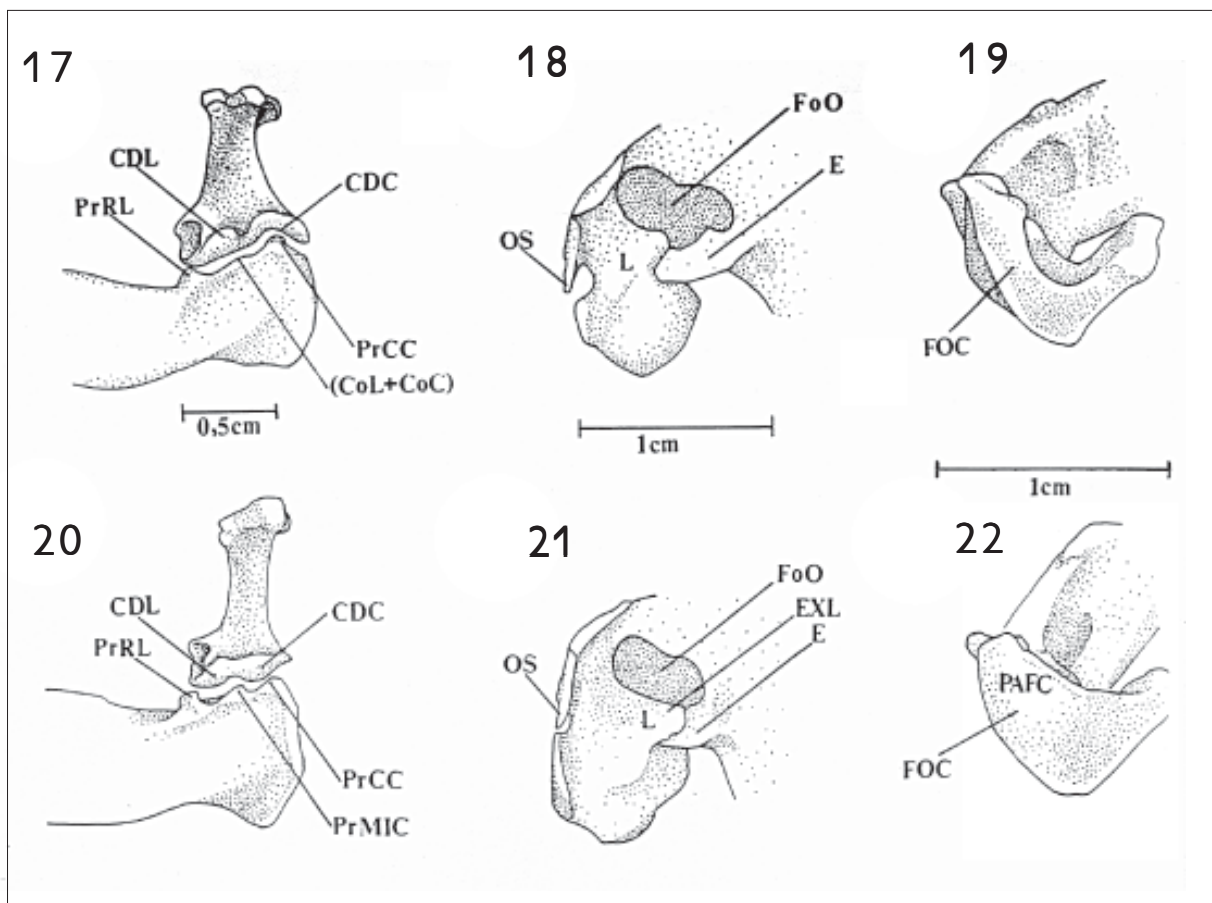 17
CDL
CDC
PrRL
PrCC
(CoL+CoC)
0,5cm
18
FoO
E
OS
L
1cm
19
FOC
1cm
20
CDL
CDC
PrRL
PrCC
PrMIC
21
FoO
EXL
E
OS
L
22
PAFC
FOC